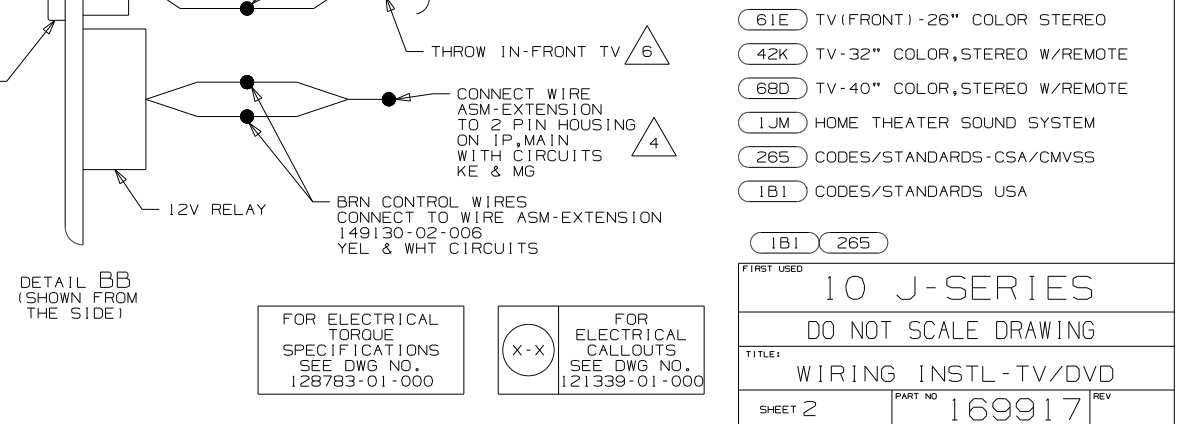 THROW IN-FRONT TV 6
CONNECT WIRE
ASM-EXTENSION
TO 2 PIN HOUSING
ON IP,MAIN
WITH CIRCUITS
KE & MG
4
12V RELAY
BRN CONTROL WIRES
CONNECT TO WIRE ASM-EXTENSION
149130-02-006
YEL & WHT CIRCUITS
DETAIL BB
(SHOWN FROM
THE SIDE)
FOR ELECTRICAL
TORQUE
SPECIFICATIONS
SEE DWG NO.
128783-01-000
X-X
FOR
ELECTRICAL
CALLOUTS
SEE DWG NO.
121339-01-000
61E TV(FRONT)-26" COLOR STEREO
42K TV-32" COLOR,STEREO W/REMOTE
68D TV-40" COLOR,STEREO W/REMOTE
1JM HOME THEATER SOUND SYSTEM
265 CODES/STANDARDS-CSA/CMVSS
1B1 CODES/STANDARDS USA
1B1 265
FIRST USED
10 J-SERIES
DO NOT SCALE DRAWING
TITLE:
WIRING INSTL-TV/DVD
SHEET 2
PART NO 169917
REV